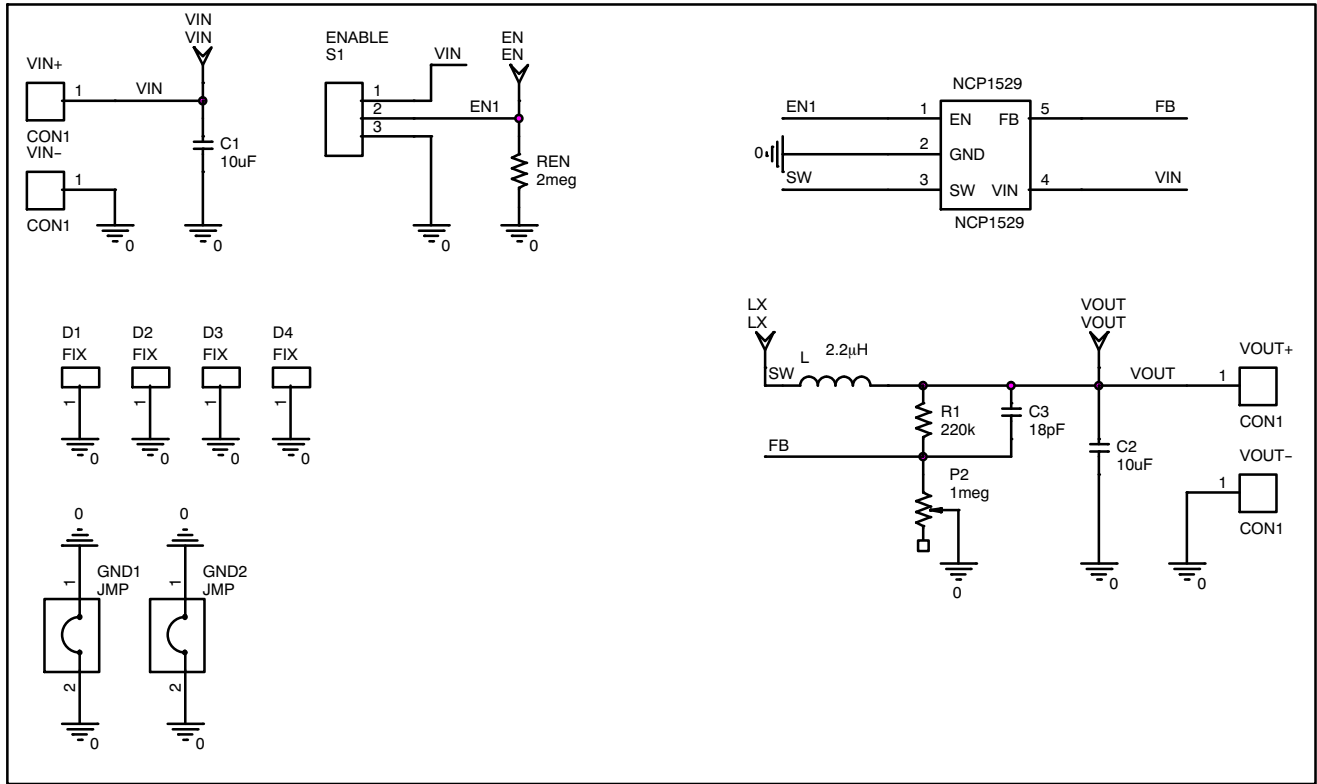 VIN
VIN
VIN+
1
VIN
CON1
VIN−
1
CON1
0
C1
10uF
0
ENABLE
S1
VIN
1
2
3
EN1
EN
EN
REN
2meg
0
0
NCP1529
EN1
1
EN
FB
5
FB
0
2
GND
SW
3
SW
VIN
4
VIN
NCP1529
D1
FIX
1
0
D2
FIX
1
0
D3
FIX
1
0
D4
FIX
1
0
LX
LX
SW
L
2.2μH
VOUT
VOUT
VOUT
1
VOUT+
CON1
R1
220k
C3
18pF
FB
P2
1meg
0
C2
10uF
0
VOUT−
1
CON1
0
0
1
GND1
JMP
2
0
0
1
GND2
JMP
2
0